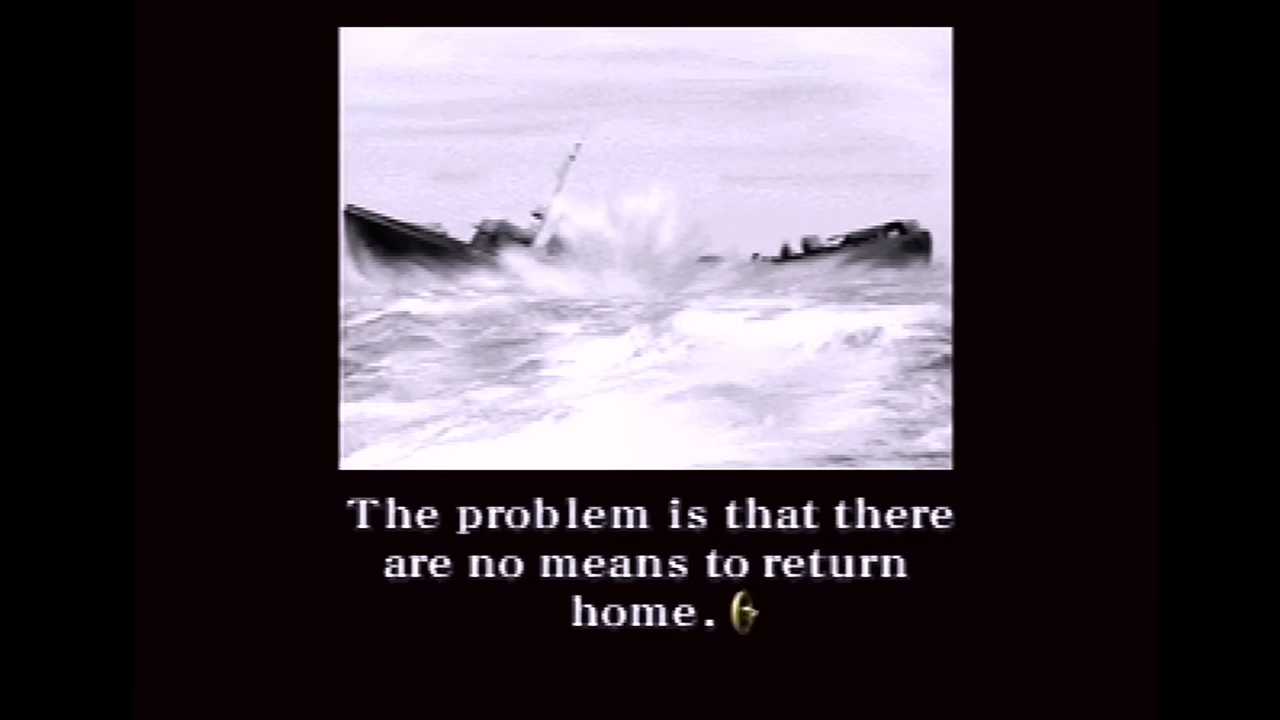 The problem is that there
are no means to return
home.